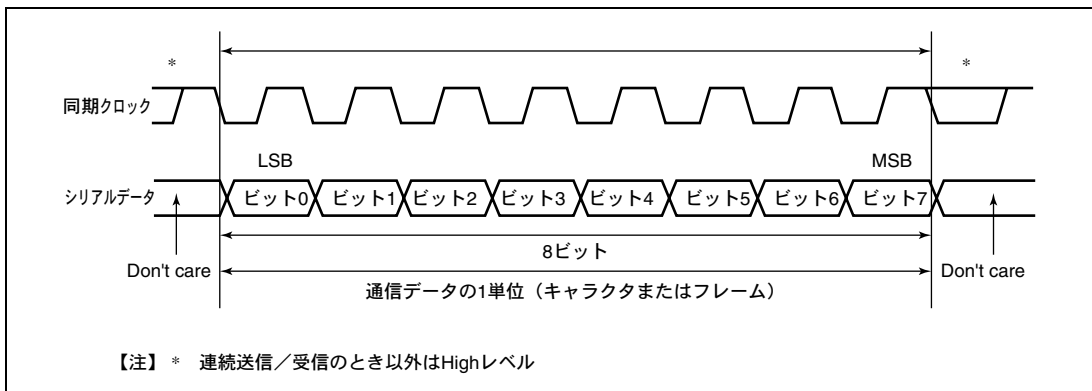 * *
同期クロック
LSB MSB
シリアルデータ ビット0 ビット1 ビット2 ビット3 ビット4 ビット5 ビット6 ビット7
8ビット
Don't care Don't care
通信データの1単位（キャラクタまたはフレーム）
【注】 * 連続送信／受信のとき以外はHighレベル